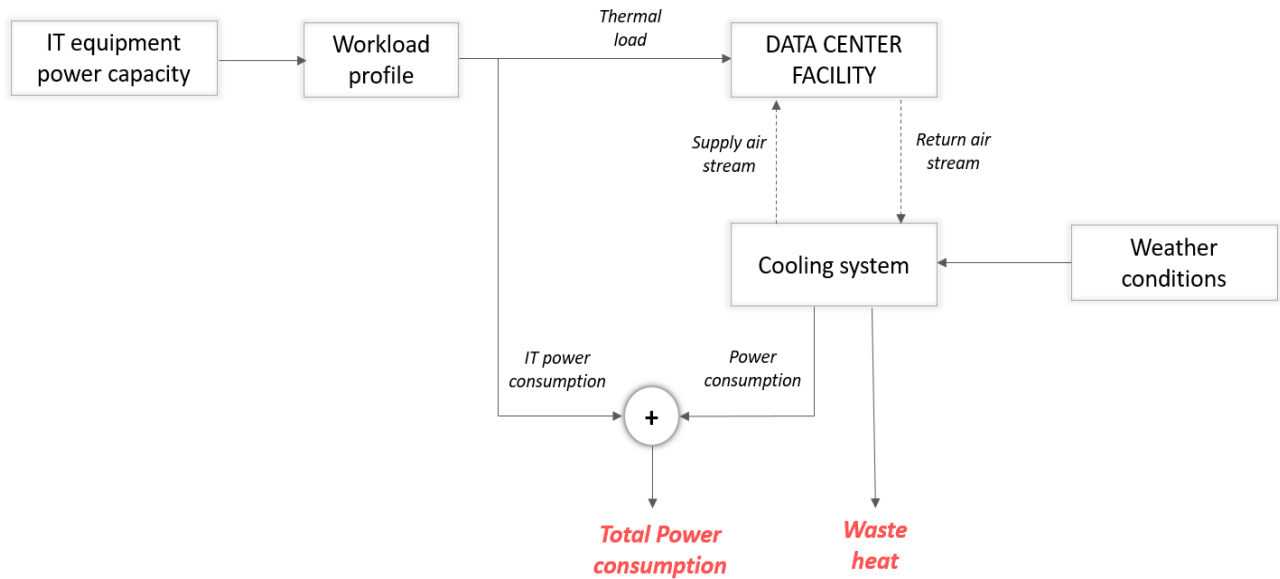 IT equipment
power capacity
Workload
profile
Thermal
load
DATA CENTER
FACILITY
Supply air
stream
Return air
stream
Cooling system
Weather
conditions
IT power
consumption
Power
consumption
+
Total Power
consumption
Waste
heat